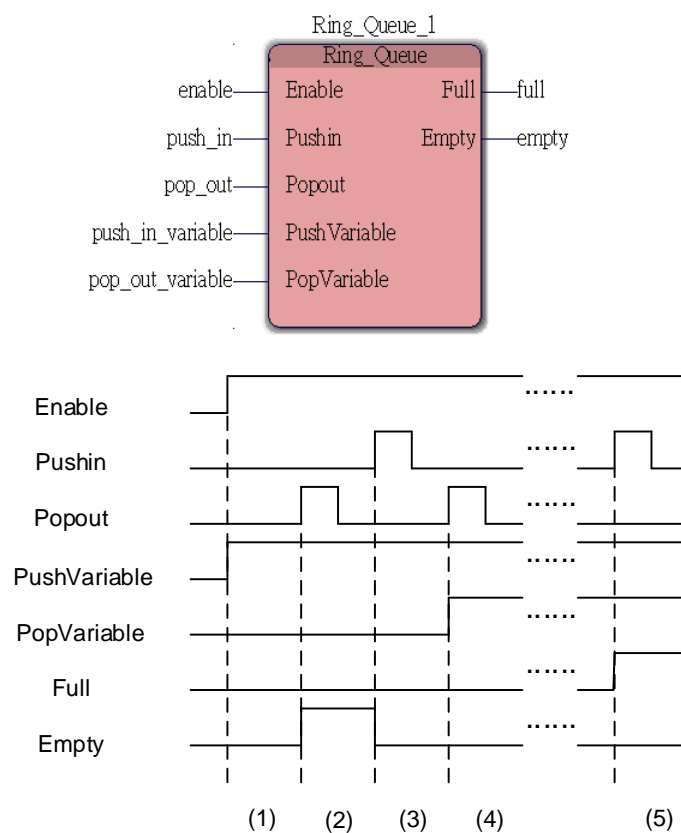 Ring_Queue_1
Ring_Queue
enable Enable Full full
push_in Pushin Empty empty
pop_out Popout
push_in_variable PushVariable
pop_out_variable PopVariable
Enable ......
Pushin ......
Popout ......
PushVariable ......
PopVariable ......
Full ......
Empty ......
(1) (2) (3) (4) (5)